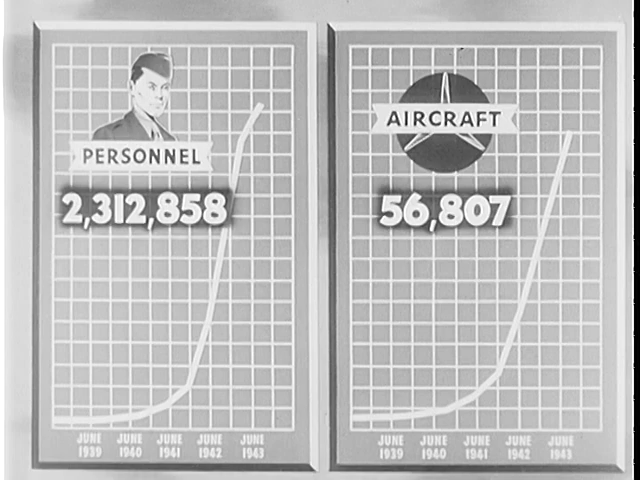 PERSONNEL
2,312,858
JUNE 1939
JUNE 1940
JUNE 1941
JUNE 1942
JUNE 1943
AIRCRAFT
56,807
JUNE 1939
JUNE 1940
JUNE 1941
JUNE 1942
JUNE 1943